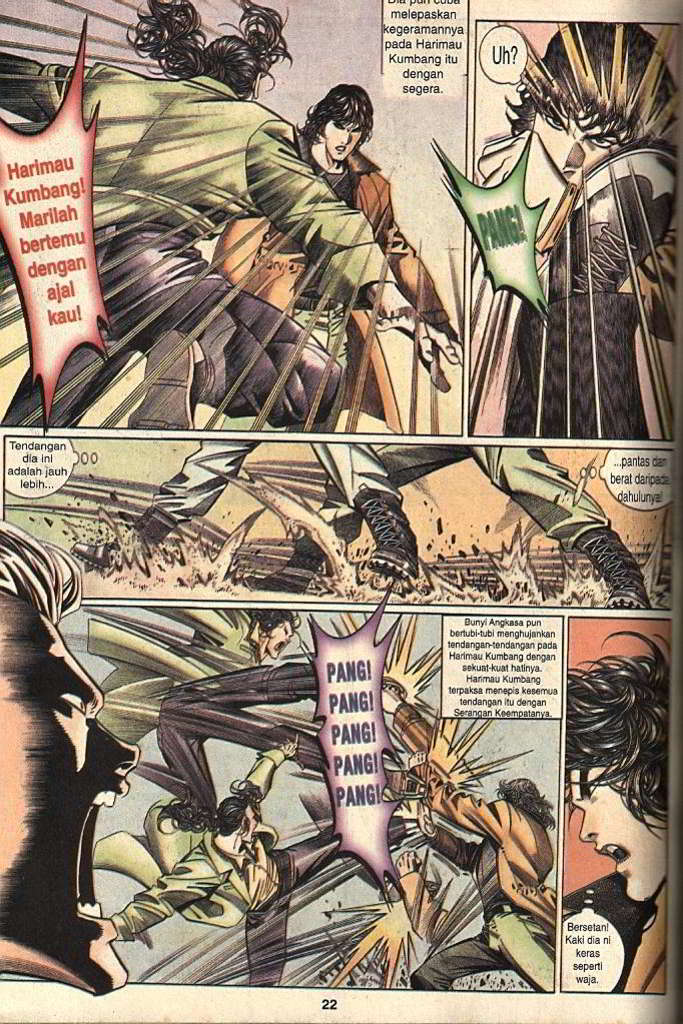 Dia pun cuba
melepaskan
kegeramannya
pada Harimau
Kumbang itu
dengan
segera.
Harimau
Kumbang!
Marilah
bertemu
dengan
ajal
kau!
Uh?
PANG!
Tendangan
dia ini
adalah jauh
lebih...
...pantas dan
berat daripada
dahulunya!
Bunyi Angkasa pun
bertubi-tubi menghujankan
tendangan-tendangan pada
Harimau Kumbang dengan
sekuat-kuat hatinya.
Harimau Kumbang
terpaksa menepis kesemua
tendangan itu dengan
Serangan Keempatanya.
PANG!
PANG!
PANG!
PANG!
PANG!
Bersetan!
Kaki dia ni
keras
seperti
waja.
22